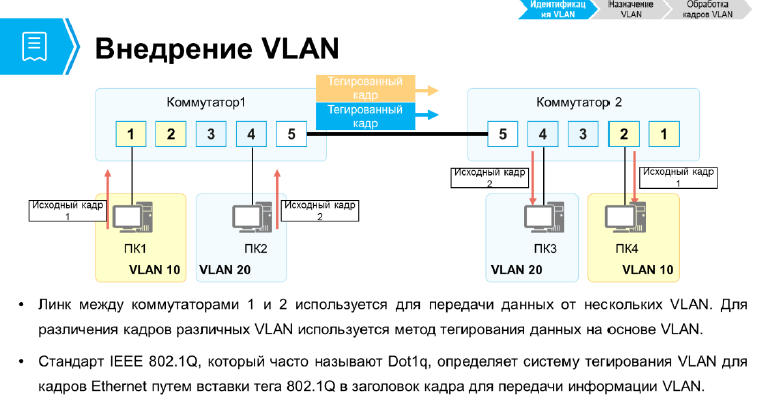 Идентификац
ия VLAN
Назначение
VLAN
Обработка
кадров VLAN
Внедрение VLAN
Тегированный
кадр
Тегированный
кадр
Коммутатор1
Коммутатор 2
1 2 3 4 5
5 4 3 2 1
Исходный кадр
1
Исходный кадр
2
Исходный кадр
2
Исходный кадр
1
ПК1
VLAN 10
ПК2
VLAN 20
ПК3
VLAN 20
ПК4
VLAN 10
• Линк между коммутаторами 1 и 2 используется для передачи данных от нескольких VLAN. Для
различения кадров различных VLAN используется метод тегирования данных на основе VLAN.
• Стандарт IEEE 802.1Q, который часто называют Dot1q, определяет систему тегирования VLAN для
кадров Ethernet путем вставки тега 802.1Q в заголовок кадра для передачи информации VLAN.